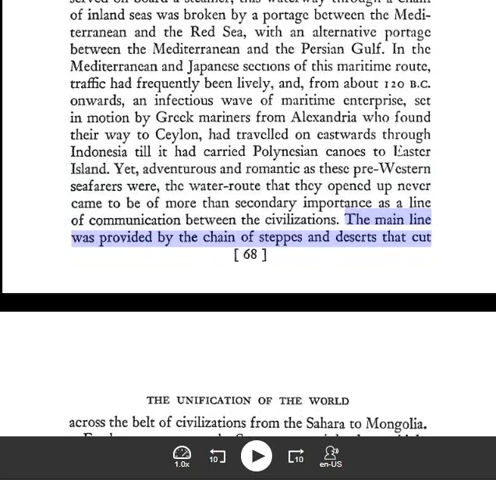 served on board a steamer, this waterway through a chain
of inland seas was broken by a portage between the Medi-
terranean and the Red Sea, with an alternative portage
between the Mediterranean and the Persian Gulf. In the
Mediterranean and Japanese sections of this maritime route,
traffic had frequently been lively, and, from about 120 B.C.
onwards, an infectious wave of maritime enterprise, set
in motion by Greek mariners from Alexandria who found
their way to Ceylon, had travelled on eastwards through
Indonesia till it had carried Polynesian canoes to Easter
Island. Yet, adventurous and romantic as these pre-Western
seafarers were, the water-route that they opened up never
came to be of more than secondary importance as a line
of communication between the civilizations. The main line
was provided by the chain of steppes and deserts that cut
[ 68 ]
THE UNIFICATION OF THE WORLD
across the belt of civilizations from the Sahara to Mongolia.
1.0x
10
10
en-US